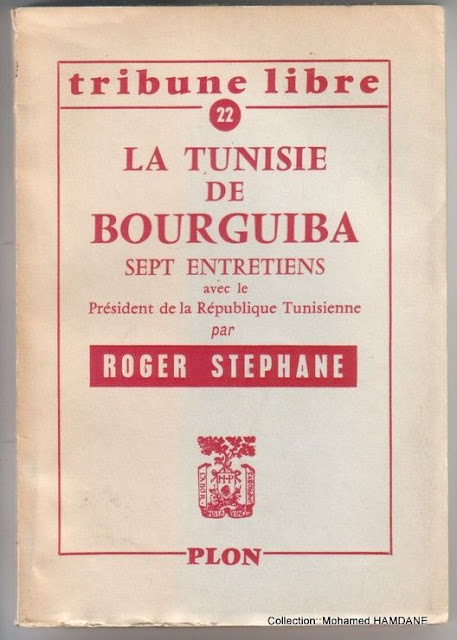 tribune libre
22
LA TUNISIE
DE
BOURGUIBA
SEPT ENTRETIENS
avec le
Président de la République Tunisienne
par
ROGER STEPHANE
PLON
Collection::Mohamed HAMDANE